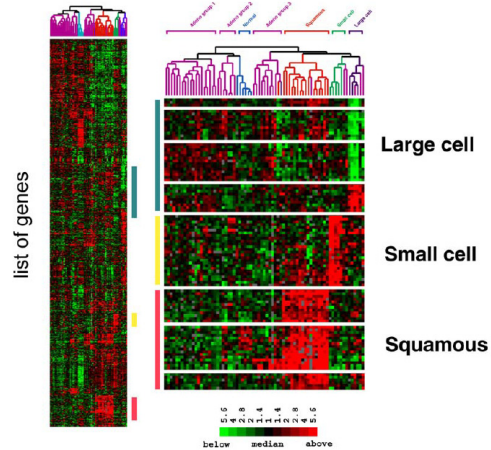 Adeno group 1
Adeno group 2
Normal
Adeno group 3
Squamous
Small cell
Large cell
list of genes
Large cell
Small cell
Squamous
5.6 4 2.8 2 1.4 1 1.4 2 2.8 4 5.6
below median above